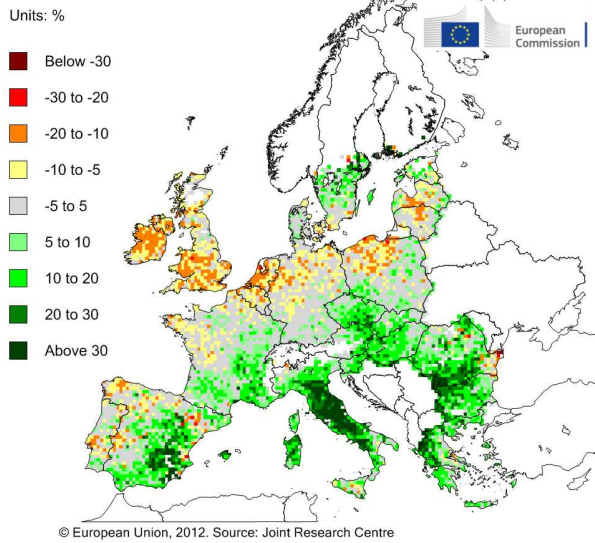 Units: %
European
Commission
Below -30
-30 to -20
-20 to -10
-10 to -5
-5 to 5
5 to 10
10 to 20
20 to 30
Above 30
© European Union, 2012. Source: Joint Research Centre